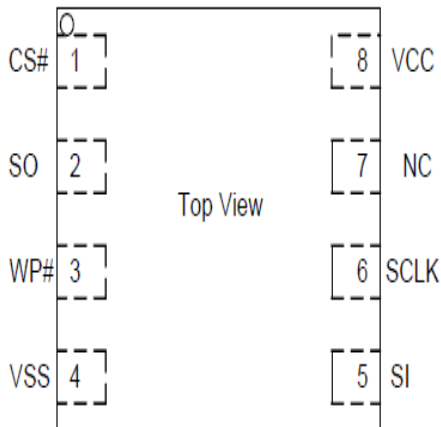 CS# 1 8 VCC
SO 2 7 NC
Top View
WP# 3 6 SCLK
VSS 4 5 SI